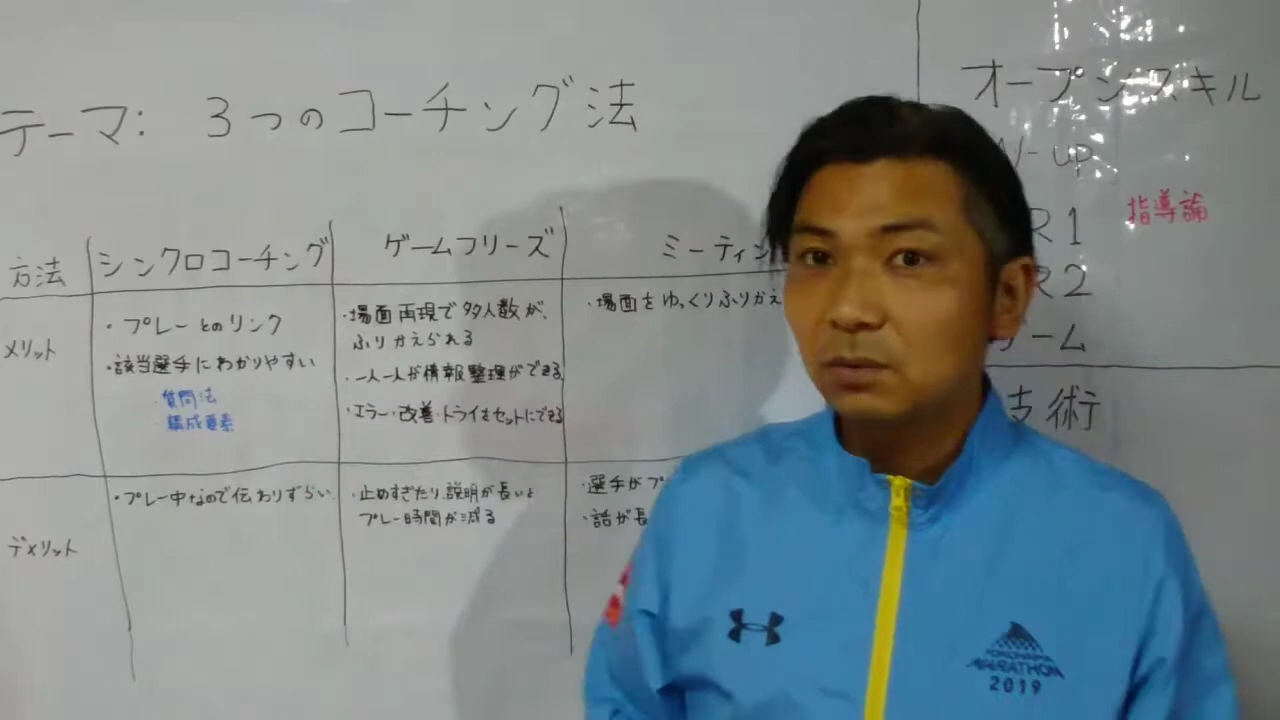 テーマ: 3つのコーチング法
方法
シンクロコーチング
ゲームフリーズ
ミーティン
メリット
・プレーとのリンク
・該当選手にわかりやすい
・質問法
・構成要素
・場面再現で多人数が、
ふりかえられる
・一人一人が情報整理ができる
・エラー・改善・トライをセットにできる
・場面をゆっくりふりかえ
デメリット
・プレー中なので伝わりずらい
・止めすぎたり、説明が長いと
プレー時間が減る
・選手がプ
・話が長
オープンスキル
W-up
R1
指導論
R2
ーム
技術
YOKOHAMA
MARATHON
2019